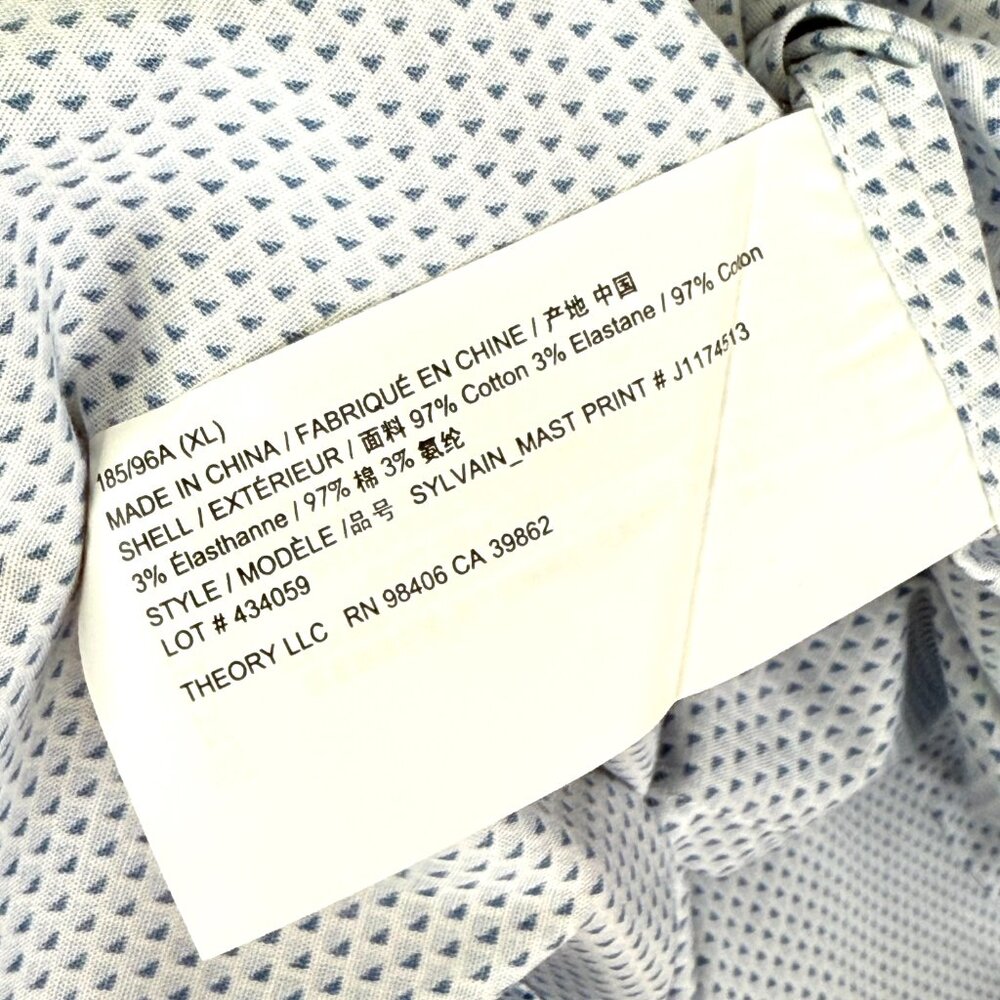 185/96A (XL)
MADE IN CHINA / FABRIQUÉ EN CHINE / 产地 中国
SHELL / EXTÉRIEUR / 面料 97% Cotton 3% Elastane / 97% Coton
3% Élasthanne / 97% 棉 3% 氨纶
STYLE / MODÈLE /品号 SYLVAIN_MAST PRINT # J1174513
LOT # 434059
THEORY LLC RN 98406 CA 39862